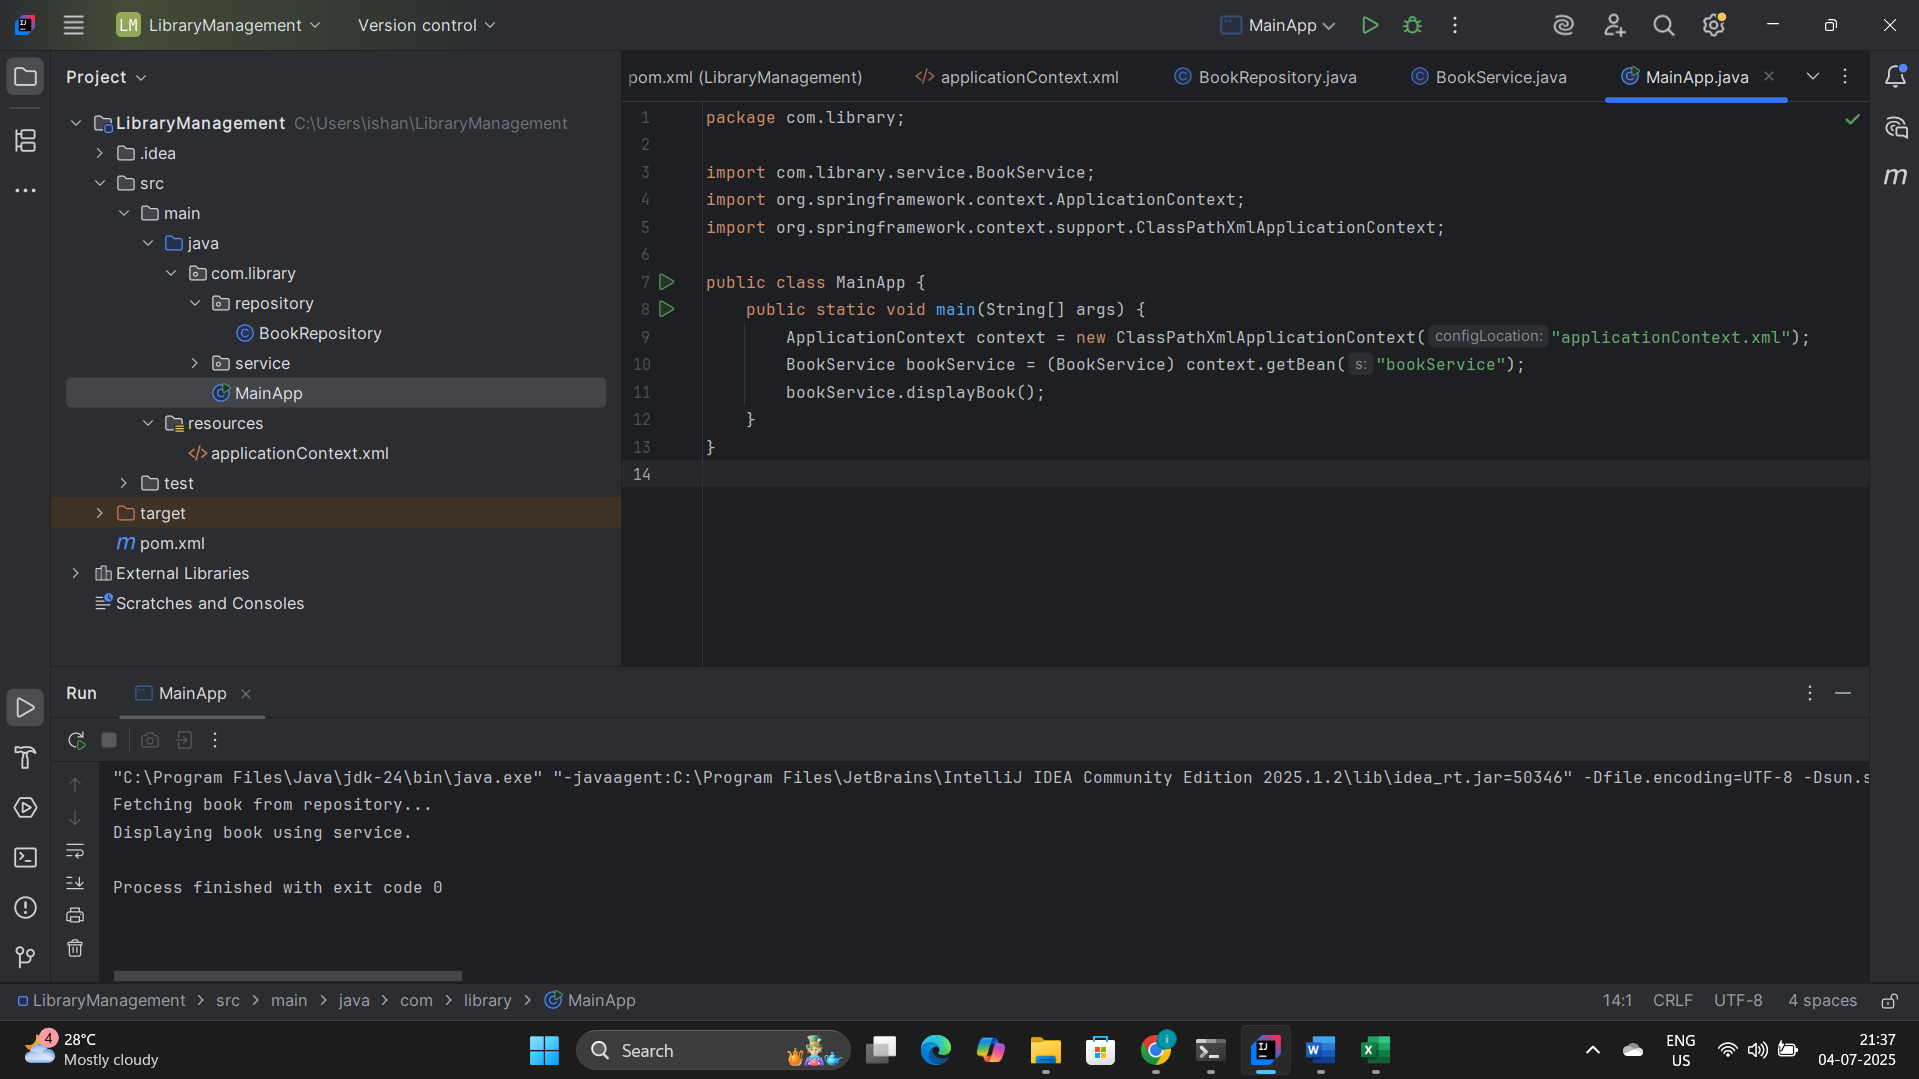 LM LibraryManagement Version control MainApp
Project
pom.xml (LibraryManagement) applicationContext.xml BookRepository.java BookService.java MainApp.java
LibraryManagement C:\Users\ishan\LibraryManagement
.idea
src
main
java
com.library
repository
BookRepository
service
MainApp
resources
applicationContext.xml
test
target
m pom.xml
External Libraries
Scratches and Consoles
1 package com.library;
2
3 import com.library.service.BookService;
4 import org.springframework.context.ApplicationContext;
5 import org.springframework.context.support.ClassPathXmlApplicationContext;
6
7 public class MainApp {
8 public static void main(String[] args) {
9 ApplicationContext context = new ClassPathXmlApplicationContext( configLocation: "applicationContext.xml");
10 BookService bookService = (BookService) context.getBean( s: "bookService");
11 bookService.displayBook();
12 }
13 }
14
m
Run MainApp
"C:\Program Files\Java\jdk-24\bin\java.exe" "-javaagent:C:\Program Files\JetBrains\IntelliJ IDEA Community Edition 2025.1.2\lib\idea_rt.jar=50346" -Dfile.encoding=UTF-8 -Dsun.s
Fetching book from repository...
Displaying book using service.
Process finished with exit code 0
LibraryManagement > src > main > java > com > library > MainApp
14:1 CRLF UTF-8 4 spaces
4 28°C
Mostly cloudy
Search
ENG
US
21:37
04-07-2025